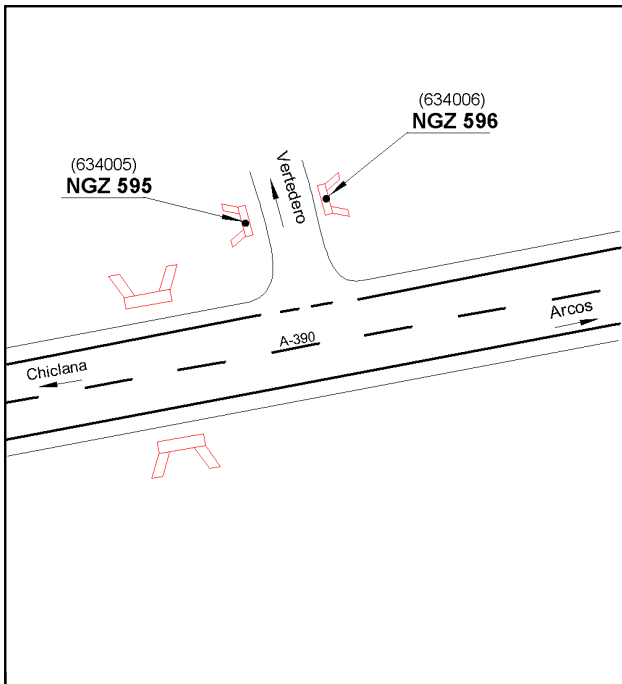 (634006)
NGZ 596
(634005)
NGZ 595
Vertedero
Arcos
A-390
Chiclana